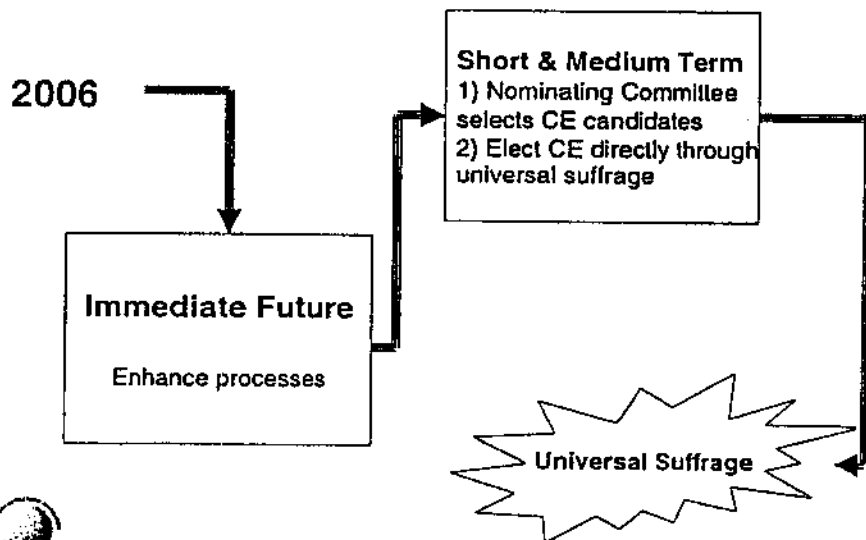 2006
Immediate Future
Enhance processes
Short & Medium Term
1) Nominating Committee
selects CE candidates
2) Elect CE directly through
universal suffrage
Universal Suffrage